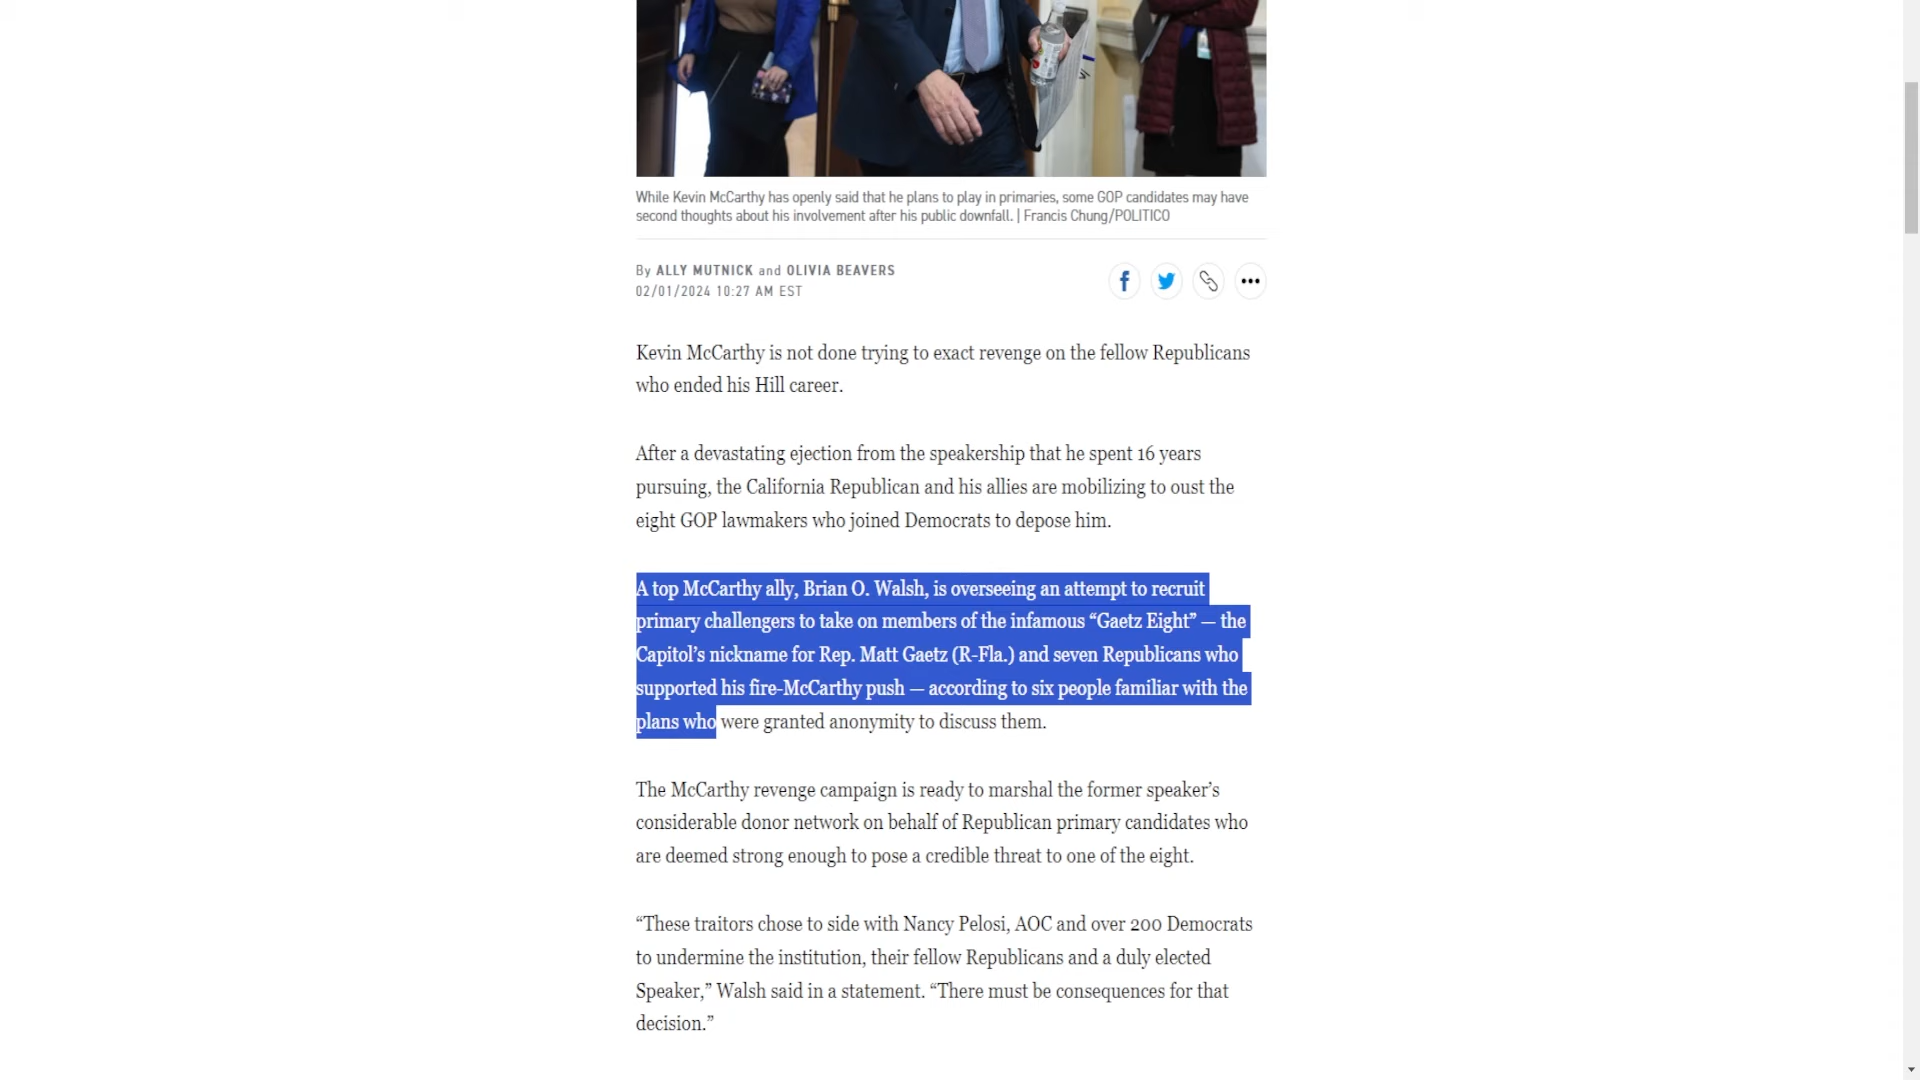 While Kevin McCarthy has openly said that he plans to play in primaries, some GOP candidates may have
second thoughts about his involvement after his public downfall. | Francis Chung/POLITICO
By ALLY MUTNICK and OLIVIA BEAVERS
02/01/2024 10:27 AM EST
Kevin McCarthy is not done trying to exact revenge on the fellow Republicans
who ended his Hill career.
After a devastating ejection from the speakership that he spent 16 years
pursuing, the California Republican and his allies are mobilizing to oust the
eight GOP lawmakers who joined Democrats to depose him.
A top McCarthy ally, Brian O. Walsh, is overseeing an attempt to recruit
primary challengers to take on members of the infamous “Gaetz Eight” — the
Capitol’s nickname for Rep. Matt Gaetz (R-Fla.) and seven Republicans who
supported his fire-McCarthy push — according to six people familiar with the
plans who were granted anonymity to discuss them.
The McCarthy revenge campaign is ready to marshal the former speaker’s
considerable donor network on behalf of Republican primary candidates who
are deemed strong enough to pose a credible threat to one of the eight.
“These traitors chose to side with Nancy Pelosi, AOC and over 200 Democrats
to undermine the institution, their fellow Republicans and a duly elected
Speaker,” Walsh said in a statement. “There must be consequences for that
decision.”